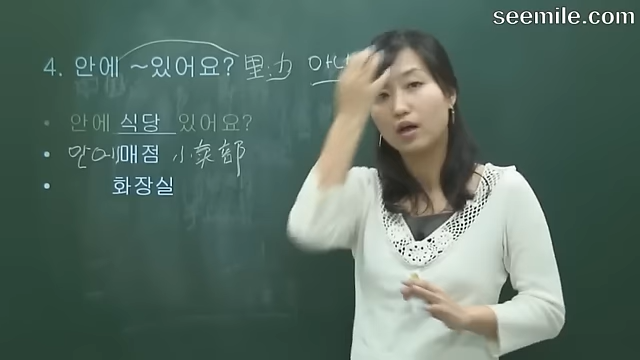 seemile.com
4. 안에 ~있어요? 里边
• 안에 식당 있어요?
• 안에 매점 小卖部
• 화장실